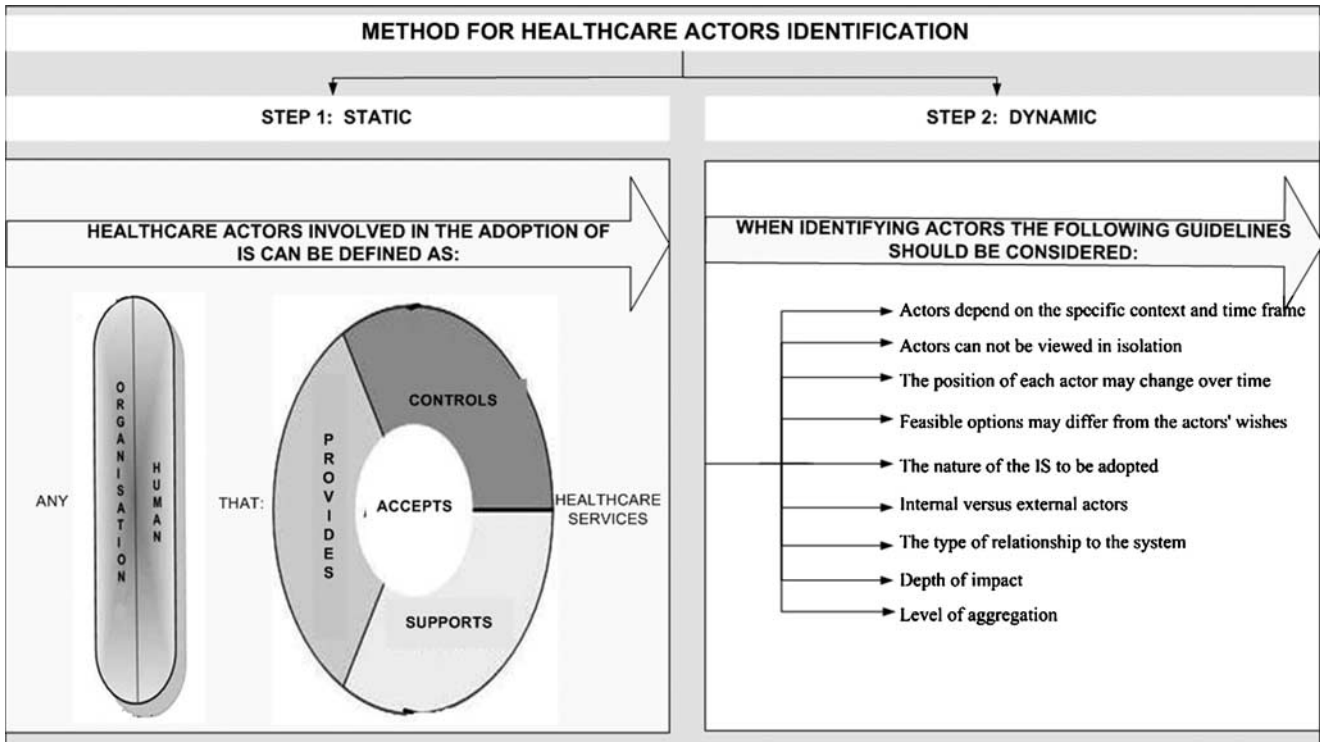 METHOD FOR HEALTHCARE ACTORS IDENTIFICATION
STEP 1: STATIC
HEALTHCARE ACTORS INVOLVED IN THE ADOPTION OF
IS CAN BE DEFINED AS:
ANY
ORGANISATION
HUMAN
THAT:
PROVIDES
CONTROLS
ACCEPTS
SUPPORTS
HEALTHCARE
SERVICES
STEP 2: DYNAMIC
WHEN IDENTIFYING ACTORS THE FOLLOWING GUIDELINES
SHOULD BE CONSIDERED:
Actors depend on the specific context and time frame
Actors can not be viewed in isolation
The position of each actor may change over time
Feasible options may differ from the actors' wishes
The nature of the IS to be adopted
Internal versus external actors
The type of relationship to the system
Depth of impact
Level of aggregation